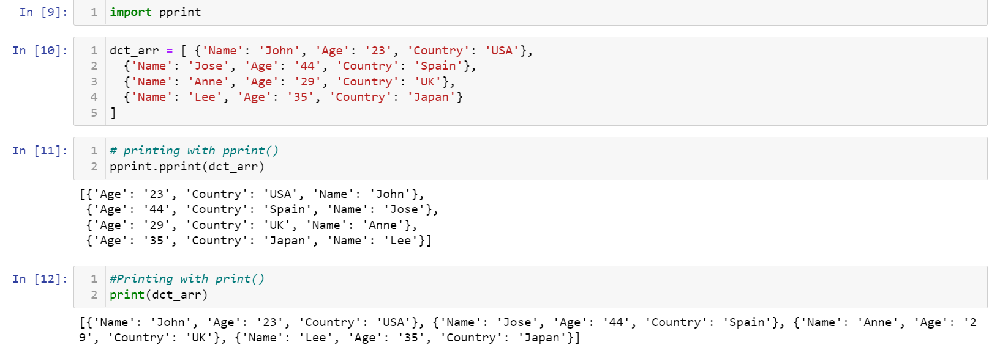 In [9]: 1 import pprint
In [10]: 1 dct_arr = [ {'Name': 'John', 'Age': '23', 'Country': 'USA'},
2   {'Name': 'Jose', 'Age': '44', 'Country': 'Spain'},
3   {'Name': 'Anne', 'Age': '29', 'Country': 'UK'},
4   {'Name': 'Lee', 'Age': '35', 'Country': 'Japan'}
5 ]
In [11]: 1 # printing with pprint()
2 pprint.pprint(dct_arr)
[{'Age': '23', 'Country': 'USA', 'Name': 'John'},
 {'Age': '44', 'Country': 'Spain', 'Name': 'Jose'},
 {'Age': '29', 'Country': 'UK', 'Name': 'Anne'},
 {'Age': '35', 'Country': 'Japan', 'Name': 'Lee'}]
In [12]: 1 #Printing with print()
2 print(dct_arr)
[{'Name': 'John', 'Age': '23', 'Country': 'USA'}, {'Name': 'Jose', 'Age': '44', 'Country': 'Spain'}, {'Name': 'Anne', 'Age': '2
9', 'Country': 'UK'}, {'Name': 'Lee', 'Age': '35', 'Country': 'Japan'}]